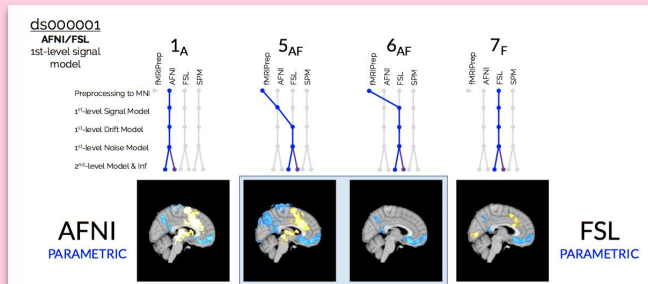 ds000001
AFNI/FSL
1st-level signal
model
1A
5AF
6AF
7F
fMRIPrep
AFNI
FSL
SPM
fMRIPrep
AFNI
FSL
SPM
fMRIPrep
AFNI
FSL
SPM
fMRIPrep
AFNI
FSL
SPM
Preprocessing to MNI
1st-level Signal Model
1st-level Drift Model
1st-level Noise Model
2nd-level Model & Inf
AFNI
PARAMETRIC
FSL
PARAMETRIC